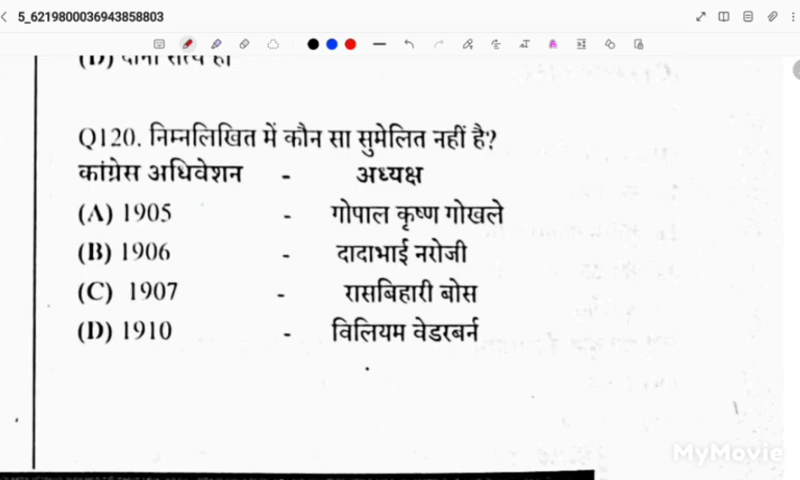 5_6219800036943858803
Q120. निम्नलिखित में कौन सा सुमेलित नहीं है?
कांग्रेस अधिवेशन - अध्यक्ष
(A) 1905 - गोपाल कृष्ण गोखले
(B) 1906 - दादाभाई नरोजी
(C) 1907 - रासबिहारी बोस
(D) 1910 - विलियम वेडरबर्न
MyMovie